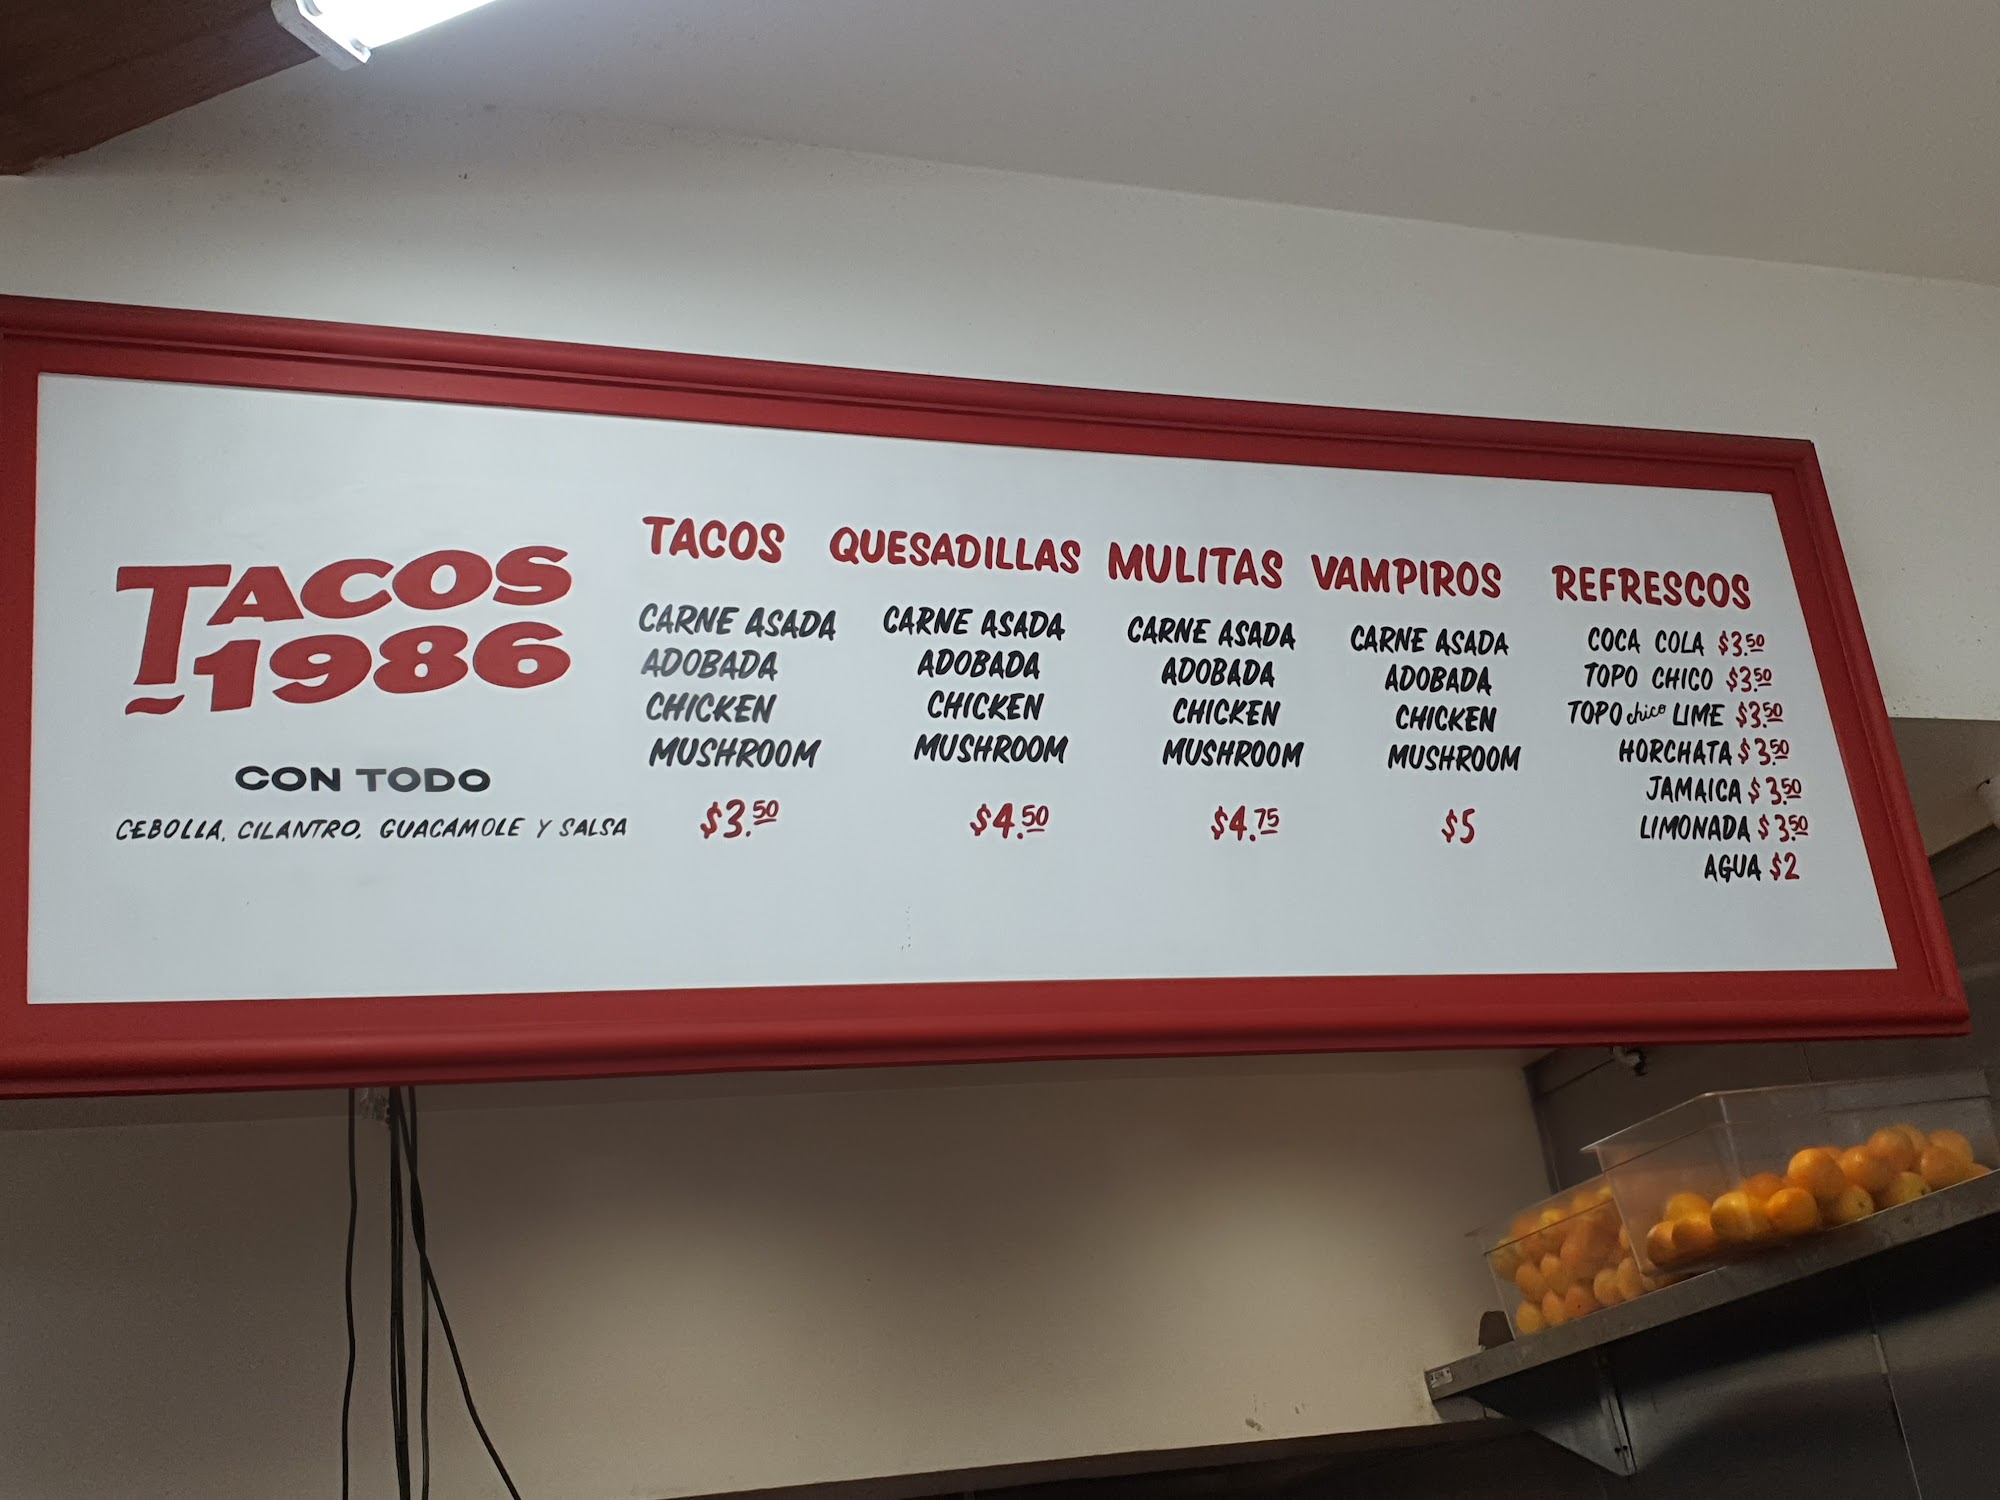 TACOS
1986
CON TODO
CEBOLLA, CILANTRO, GUACAMOLE Y SALSA
TACOS
CARNE ASADA
ADOBADA
CHICKEN
MUSHROOM
$3.50
QUESADILLAS
CARNE ASADA
ADOBADA
CHICKEN
MUSHROOM
$4.50
MULITAS
CARNE ASADA
ADOBADA
CHICKEN
MUSHROOM
$4.75
VAMPIROS
CARNE ASADA
ADOBADA
CHICKEN
MUSHROOM
$5
REFRESCOS
COCA COLA $3.50
TOPO CHICO $3.50
TOPO chico LIME $3.50
HORCHATA $3.50
JAMAICA $3.50
LIMONADA $3.50
AGUA $2